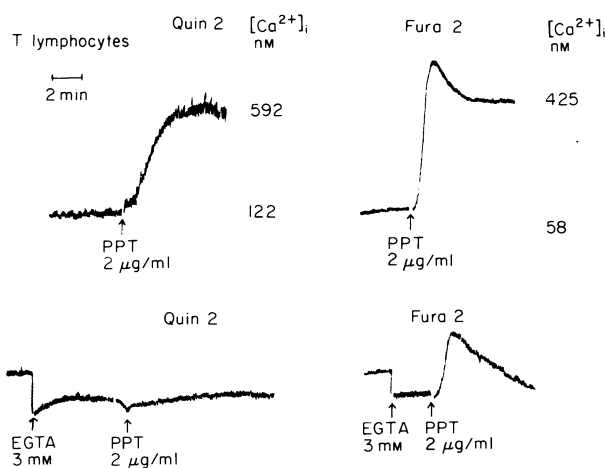 Quin 2
[Ca²⁺]ᵢ
nM
T lymphocytes
2 min
592
122
PPT
2 μg/ml
Fura 2
[Ca²⁺]ᵢ
nM
425
58
PPT
2 μg/ml
Quin 2
EGTA
3 mM
PPT
2 μg/ml
Fura 2
EGTA
3 mM
PPT
2 μg/ml